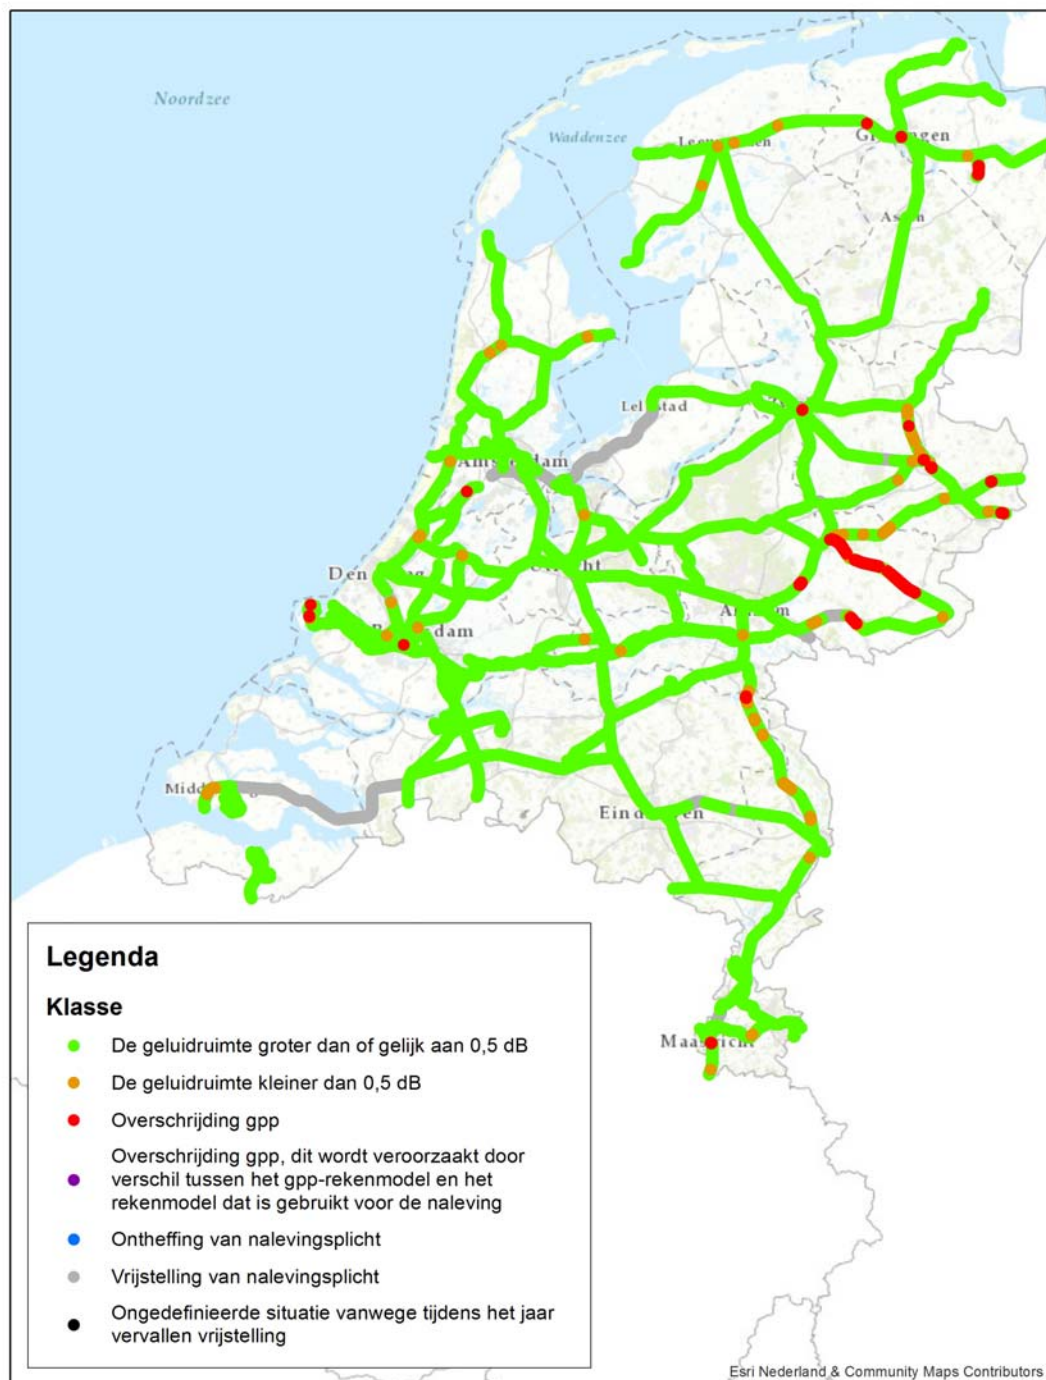 Noordzee
Waddenzee
Amsterdam
Utrecht
Legenda
Klasse
De geluidruimte groter dan of gelijk aan 0,5 dB
De geluidruimte kleiner dan 0,5 dB
Overschrijding gpp
Overschrijding gpp, dit wordt veroorzaakt door
verschil tussen het gpp-rekenmodel en het
rekenmodel dat is gebruikt voor de naleving
Ontheffing van nalevingsplicht
Vrijstelling van nalevingsplicht
Ongedefinieerde situatie vanwege tijdens het jaar
vervallen vrijstelling
Esri Nederland & Community Maps Contributors